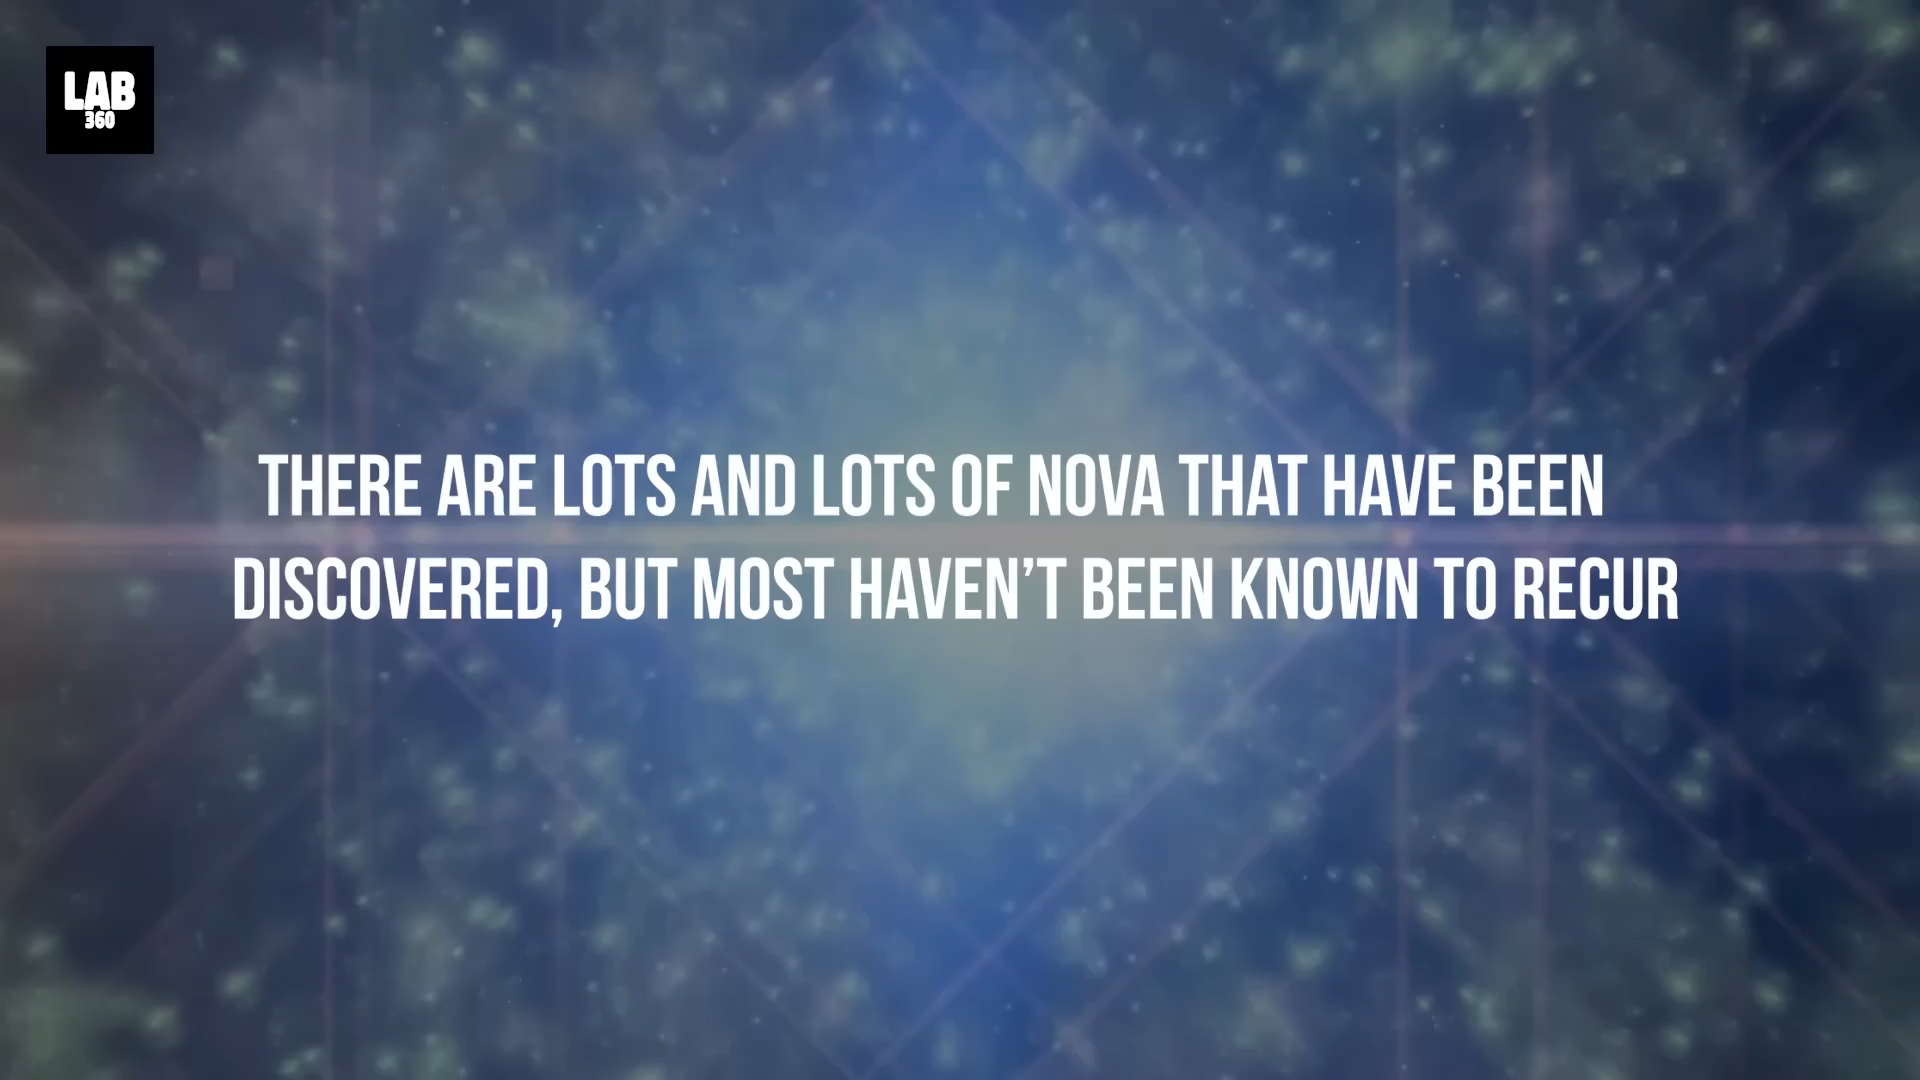 LAB
360
THERE ARE LOTS AND LOTS OF NOVA THAT HAVE BEEN
DISCOVERED, BUT MOST HAVEN'T BEEN KNOWN TO RECUR